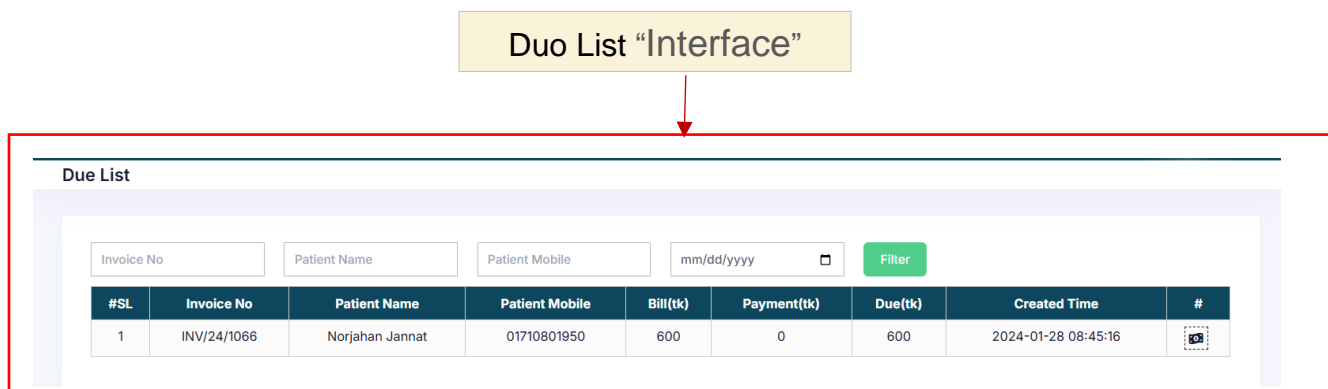 Duo List “Interface”
Due List
Invoice No Patient Name Patient Mobile mm/dd/yyyy Filter
#SL Invoice No Patient Name Patient Mobile Bill(tk) Payment(tk) Due(tk) Created Time #
1 INV/24/1066 Norjahan Jannat 01710801950 600 0 600 2024-01-28 08:45:16